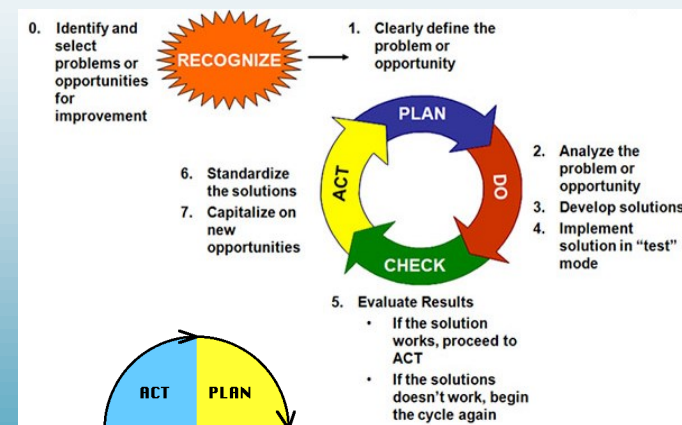 0. Identify and
select
problems or
opportunities
for
improvement
RECOGNIZE
1. Clearly define the
problem or
opportunity
PLAN
DO
2. Analyze the
problem or
opportunity
3. Develop solutions
4. Implement
solution in “test”
mode
CHECK
5. Evaluate Results
• If the solution
works, proceed to
ACT
• If the solutions
doesn’t work, begin
the cycle again
ACT
6. Standardize
the solutions
7. Capitalize on
new
opportunities
ACT PLAN